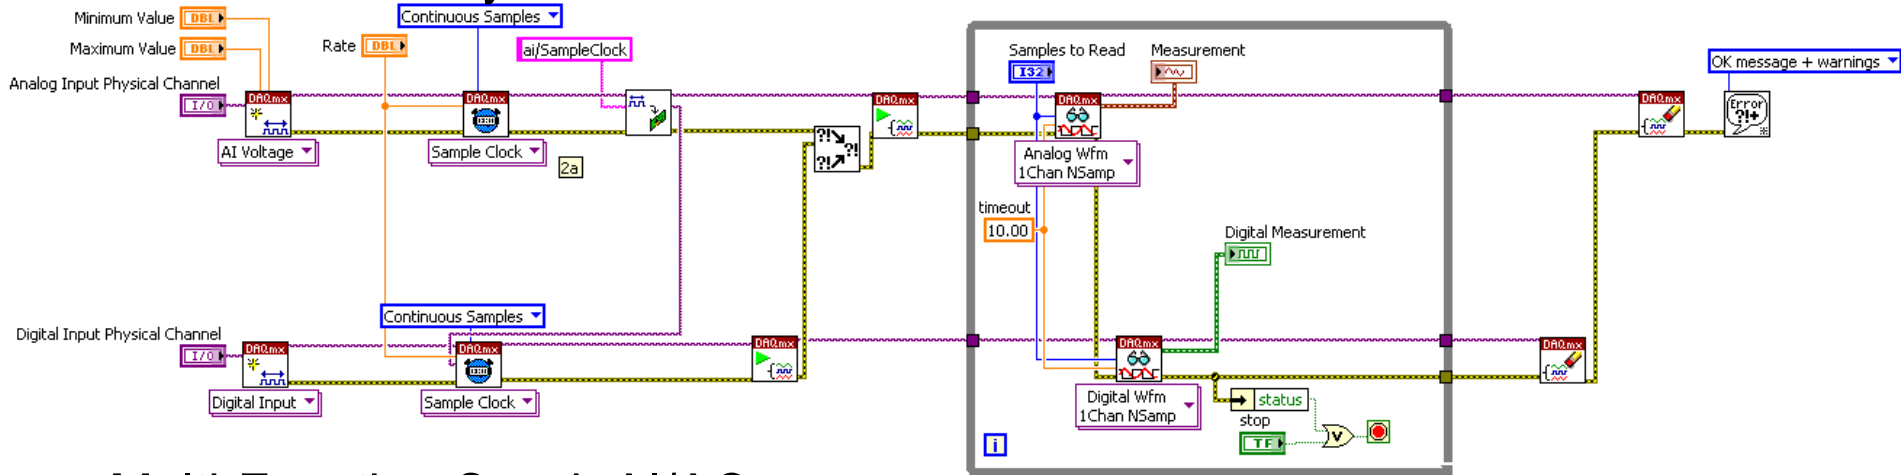 Minimum Value
DBL
Maximum Value
DBL
Analog Input Physical Channel
I/O
Continuous Samples
Rate
DBL
ai/SampleClock
DAQmx
AI Voltage
DAQmx
Sample Clock
2a
?!
?!
?!
DAQmx
Samples to Read
I32
Measurement
DAQmx
Analog Wfm
1Chan NSamp
timeout
10.00
Digital Measurement
OK message + warnings
DAQmx
Error
?!+
Continuous Samples
Digital Input Physical Channel
I/O
DAQmx
Digital Input
DAQmx
Sample Clock
DAQmx
DAQmx
Digital Wfm
1Chan NSamp
status
stop
TF
V
i
DAQmx